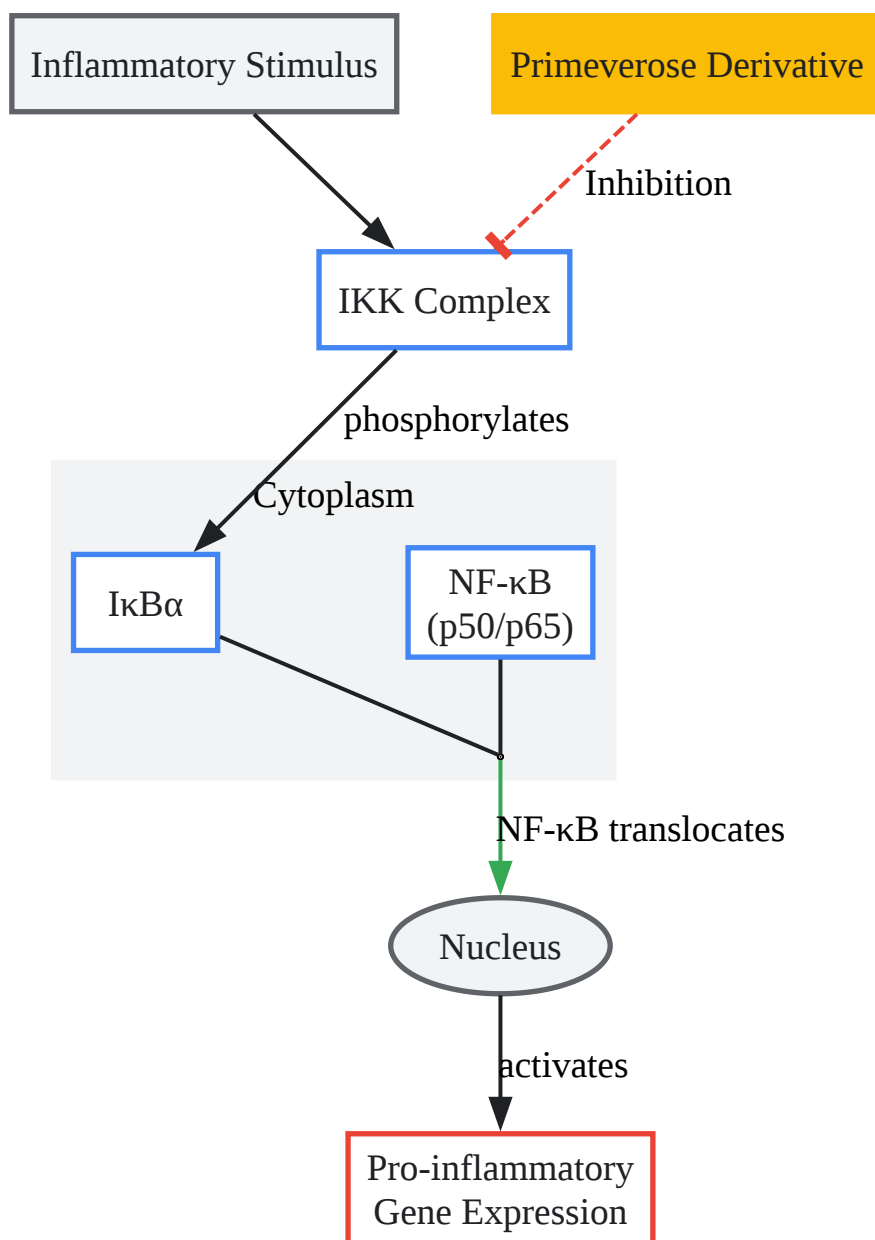 Inflammatory Stimulus
Primeverose Derivative
Inhibition
IKK Complex
phosphorylates
Cytoplasm
IκBα
NF-κB
(p50/p65)
NF-κB translocates
Nucleus
activates
Pro-inflammatory
Gene Expression